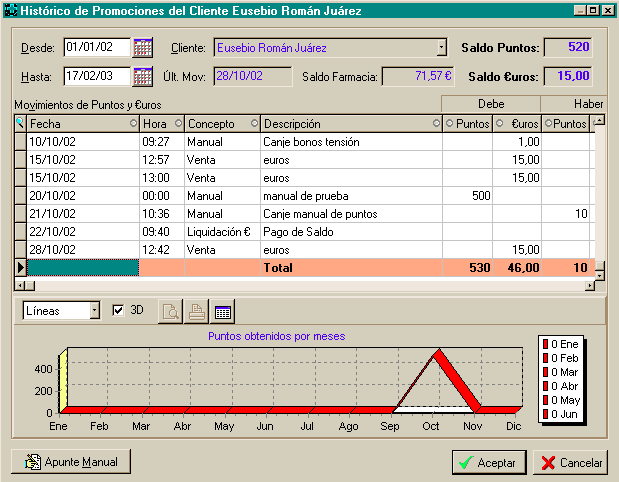 Histórico de Promociones del Cliente Eusebio Román Juárez
Desde: 01/01/02 Cliente: Eusebio Román Juárez Saldo Puntos: 520
Hasta: 17/02/03 Últ. Mov: 28/10/02 Saldo Farmacia: 71,57 € Saldo €uros: 15,00
Movimientos de Puntos y €uros Debe Haber
Fecha Hora Concepto Descripción Puntos €uros Puntos
10/10/02 09:27 Manual Canje bonos tensión 1,00
15/10/02 12:57 Venta euros 15,00
15/10/02 13:00 Venta euros 15,00
20/10/02 00:00 Manual manual de prueba 500
21/10/02 10:36 Manual Canje manual de puntos 10
22/10/02 09:40 Liquidación € Pago de Saldo
28/10/02 12:42 Venta euros 15,00
Total 530 46,00 10
Líneas 3D
Puntos obtenidos por meses
400
200
0
Ene Feb Mar Abr May Jun Jul Ago Sep Oct Nov Dic
0 Ene
0 Feb
0 Mar
0 Abr
0 May
0 Jun
Apunte Manual Aceptar Cancelar